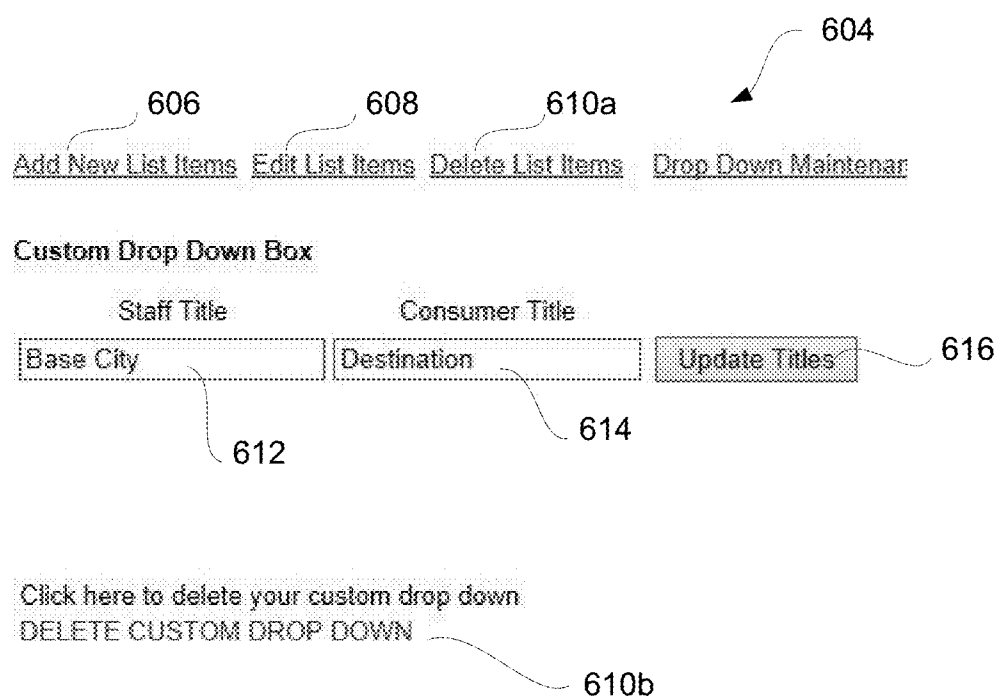 604
606 608 610a
Add New List Items Edit List Items Delete List Items Drop Down Maintenar
Custom Drop Down Box
Staff Title Consumer Title
Base City Destination Update Titles 616
612 614
Click here to delete your custom drop down
DELETE CUSTOM DROP DOWN
610b